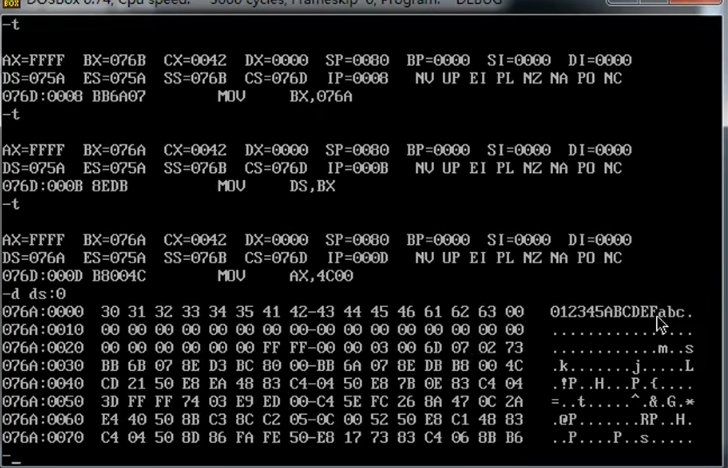 DOSBox 0.74, Cpu speed: 3000 cycles, Frameskip 0, Program: DEBUG
-t
AX=FFFF BX=076B CX=0042 DX=0000 SP=0080 BP=0000 SI=0000 DI=0000
DS=075A ES=075A SS=076B CS=076D IP=0008 NV UP EI PL NZ NA PO NC
076D:0008 BB6A07 MOV BX,076A
-t
AX=FFFF BX=076A CX=0042 DX=0000 SP=0080 BP=0000 SI=0000 DI=0000
DS=075A ES=075A SS=076B CS=076D IP=000B NV UP EI PL NZ NA PO NC
076D:000B 8EDB MOV DS,BX
-t
AX=FFFF BX=076A CX=0042 DX=0000 SP=0080 BP=0000 SI=0000 DI=0000
DS=076A ES=075A SS=076B CS=076D IP=000D NV UP EI PL NZ NA PO NC
076D:000D B8004C MOV AX,4C00
-d ds:0
076A:0000 30 31 32 33 34 35 41 42-43 44 45 46 61 62 63 00 012345ABCDEFabc.
076A:0010 00 00 00 00 00 00 00 00-00 00 00 00 00 00 00 00 ................
076A:0020 00 00 00 00 00 00 FF FF-00 00 03 00 6D 07 02 73 ............m..s
076A:0030 BB 6B 07 8E D3 BC 80 00-BB 6A 07 8E DB B8 00 4C .k.......j.....L
076A:0040 CD 21 50 E8 EA 48 83 C4-04 50 E8 7B 0E 83 C4 04 .!P..H...P.{....
076A:0050 3D FF FF 74 03 E9 ED 00-C4 5E FC 26 8A 47 0C 2A =..t.....^.&.G.*
076A:0060 E4 40 50 8B C3 8C C2 05-0C 00 52 50 E8 C1 48 83 .@P.......RP..H.
076A:0070 C4 04 50 8D 86 FA FE 50-E8 17 73 83 C4 06 8B B6 ..P....P..s.....
-_